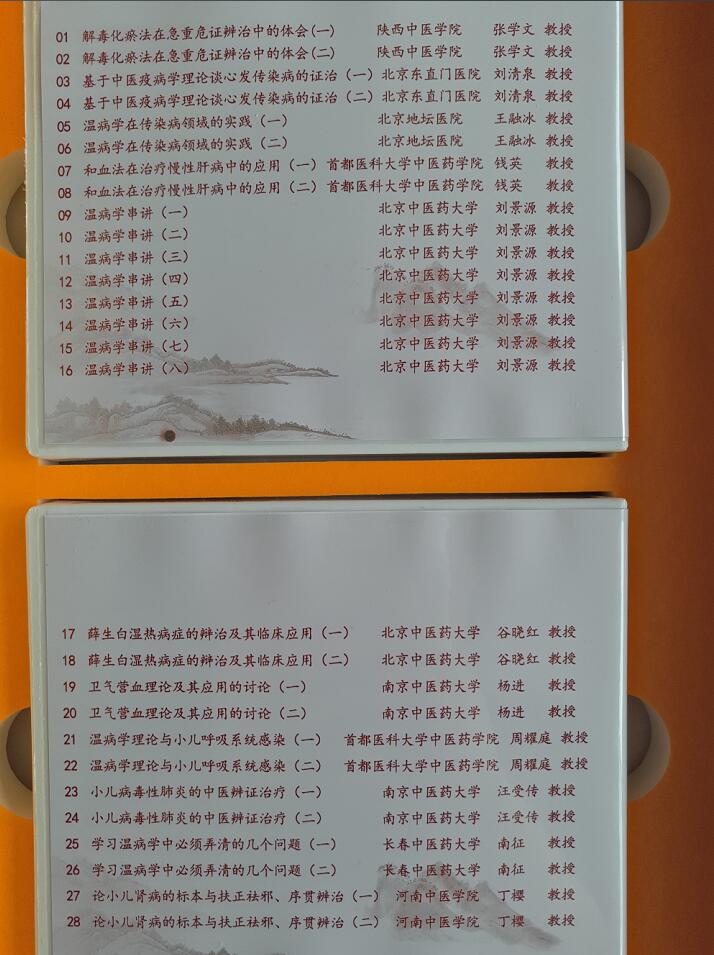 01 解毒化瘀法在急重危证辨治中的体会(一) 陕西中医学院 张学文 教授
02 解毒化瘀法在急重危证辨治中的体会(二) 陕西中医学院 张学文 教授
03 基于中医疫病学理论谈心发传染病的证治（一）北京东直门医院 刘清泉 教授
04 基于中医疫病学理论谈心发传染病的证治（二）北京东直门医院 刘清泉 教授
05 温病学在传染病领域的实践（一） 北京地坛医院 王融冰 教授
06 温病学在传染病领域的实践（二） 北京地坛医院 王融冰 教授
07 和血法在治疗慢性肝病中的应用（一）首都医科大学中医药学院 钱英 教授
08 和血法在治疗慢性肝病中的应用（二）首都医科大学中医药学院 钱英 教授
09 温病学串讲（一） 北京中医药大学 刘景源 教授
10 温病学串讲（二） 北京中医药大学 刘景源 教授
11 温病学串讲（三） 北京中医药大学 刘景源 教授
12 温病学串讲（四） 北京中医药大学 刘景源 教授
13 温病学串讲（五） 北京中医药大学 刘景源 教授
14 温病学串讲（六） 北京中医药大学 刘景源 教授
15 温病学串讲（七） 北京中医药大学 刘景源 教授
16 温病学串讲（八） 北京中医药大学 刘景源 教授
17 薛生白湿热病症的辩治及其临床应用（一） 北京中医药大学 谷晓红 教授
18 薛生白湿热病症的辩治及其临床应用（二） 北京中医药大学 谷晓红 教授
19 卫气营血理论及其应用的讨论（一） 南京中医药大学 杨进 教授
20 卫气营血理论及其应用的讨论（二） 南京中医药大学 杨进 教授
21 温病学理论与小儿呼吸系统感染（一） 首都医科大学中医药学院 周耀庭 教授
22 温病学理论与小儿呼吸系统感染（二） 首都医科大学中医药学院 周耀庭 教授
23 小儿病毒性肺炎的中医辨证治疗（一） 南京中医药大学 汪受传 教授
24 小儿病毒性肺炎的中医辨证治疗（二） 南京中医药大学 汪受传 教授
25 学习温病学中必须弄清的几个问题（一） 长春中医药大学 南征 教授
26 学习温病学中必须弄清的几个问题（二） 长春中医药大学 南征 教授
27 论小儿肾病的标本与扶正祛邪、序贯辨治（一） 河南中医学院 丁樱 教授
28 论小儿肾病的标本与扶正祛邪、序贯辨治（二） 河南中医学院 丁樱 教授